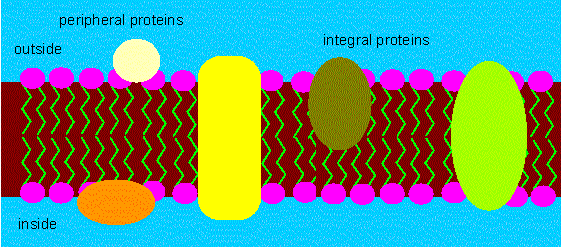 peripheral proteins
integral proteins
outside
inside